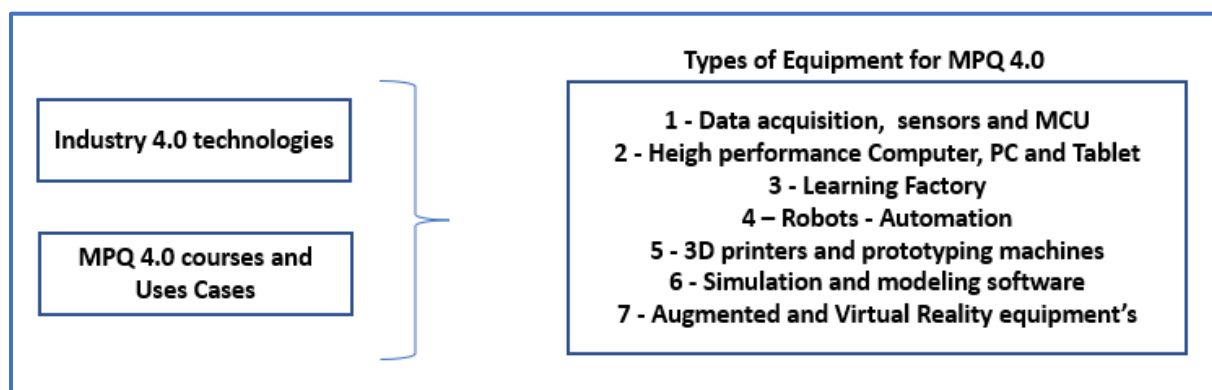 Industry 4.0 technologies
MPQ 4.0 courses and
Uses Cases
Types of Equipment for MPQ 4.0
1 - Data acquisition,  sensors and MCU
2 - Heigh performance Computer, PC and Tablet
3 - Learning Factory
4 – Robots - Automation
5 - 3D printers and prototyping machines
6 - Simulation and modeling software
7 - Augmented and Virtual Reality equipment’s